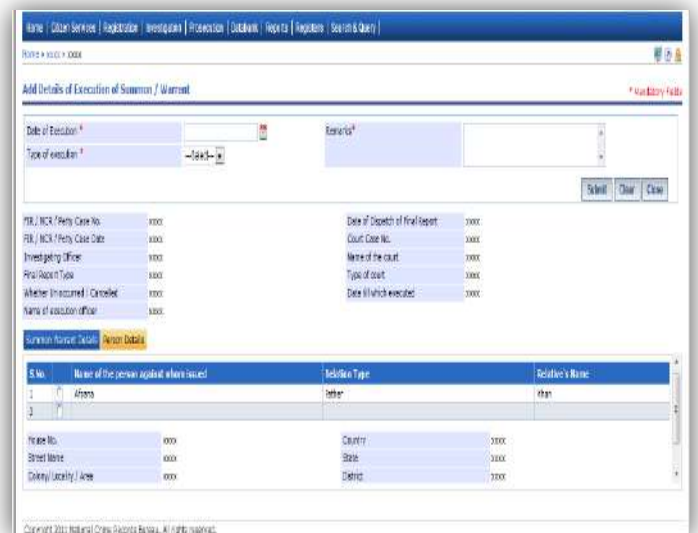 Home | Citizen Services | Registration | Investigation | Prosecution | Databank | Reports | Registers | Search & Query |
Home » xxxx » xxxx
Add Details of Execution of Summon / Warrant
* Mandatory Fields
Date of Execution * Remarks*
Type of execution * --Select--
Submit Clear Close
FIR / NCR / Petty Case No. xxxx Date of Dispatch of Final Report xxxx
FIR / NCR / Petty Case Date xxxx Court Case No. xxxx
Investigating Officer xxxx Name of the court xxxx
Final Report Type xxxx Type of court xxxx
Whether Unoccurred / Cancelled xxxx Date till which executed xxxx
Name of execution officer xxxx
Summon Warrant Details Person Details
S.No. Name of the person against whom issued Relation Type Relative's Name
1 Afsana Father Khan
2
House No. xxxx Country xxxx
Street Name xxxx State xxxx
Colony/ Locality / Area xxxx District xxxx
Copyright 2011 National Crime Records Bureau. All rights reserved.